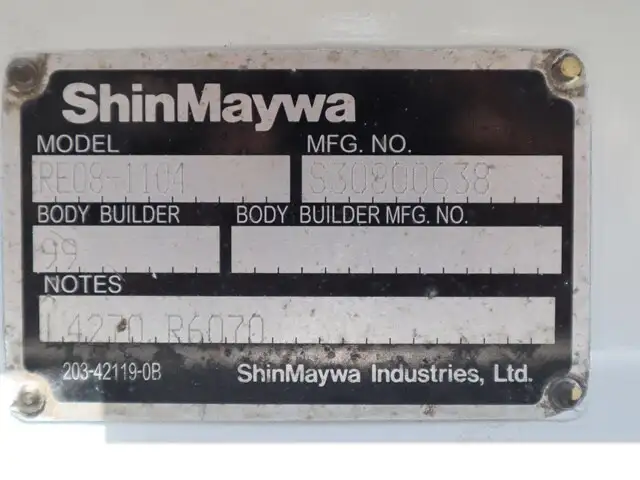 ShinMaywa
MODEL MFG. NO.
RE08-1104 S30800638
BODY BUILDER BODY BUILDER MFG. NO.
99
NOTES
L4270 R6070
203-42119-0B ShinMaywa Industries, Ltd.